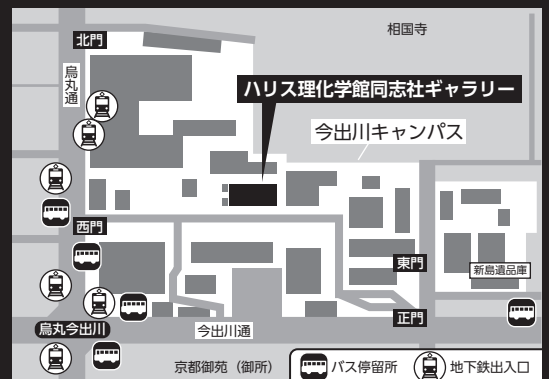 相国寺
北門
烏丸通
ハリス理化学館同志社ギャラリー
今出川キャンパス
西門
東門
新島遺品庫
正門
烏丸今出川
今出川通
京都御苑（御所）
バス停留所
地下鉄出入口